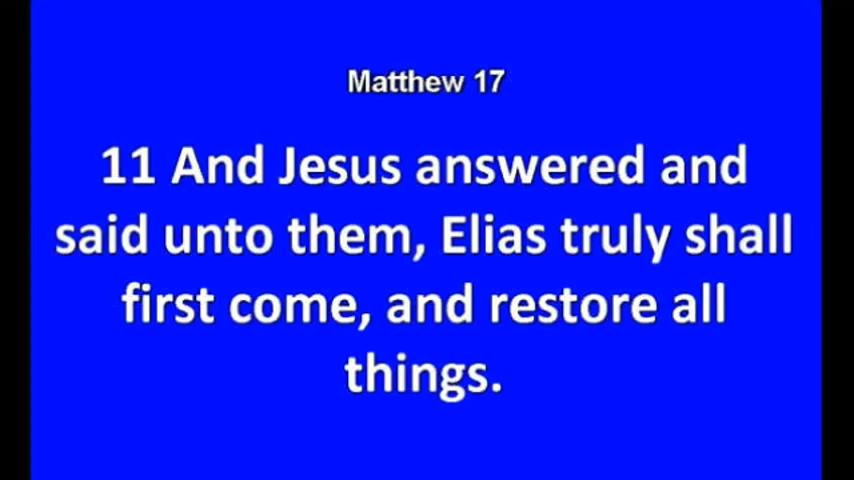 Matthew 17
11 And Jesus answered and
said unto them, Elias truly shall
first come, and restore all
things.